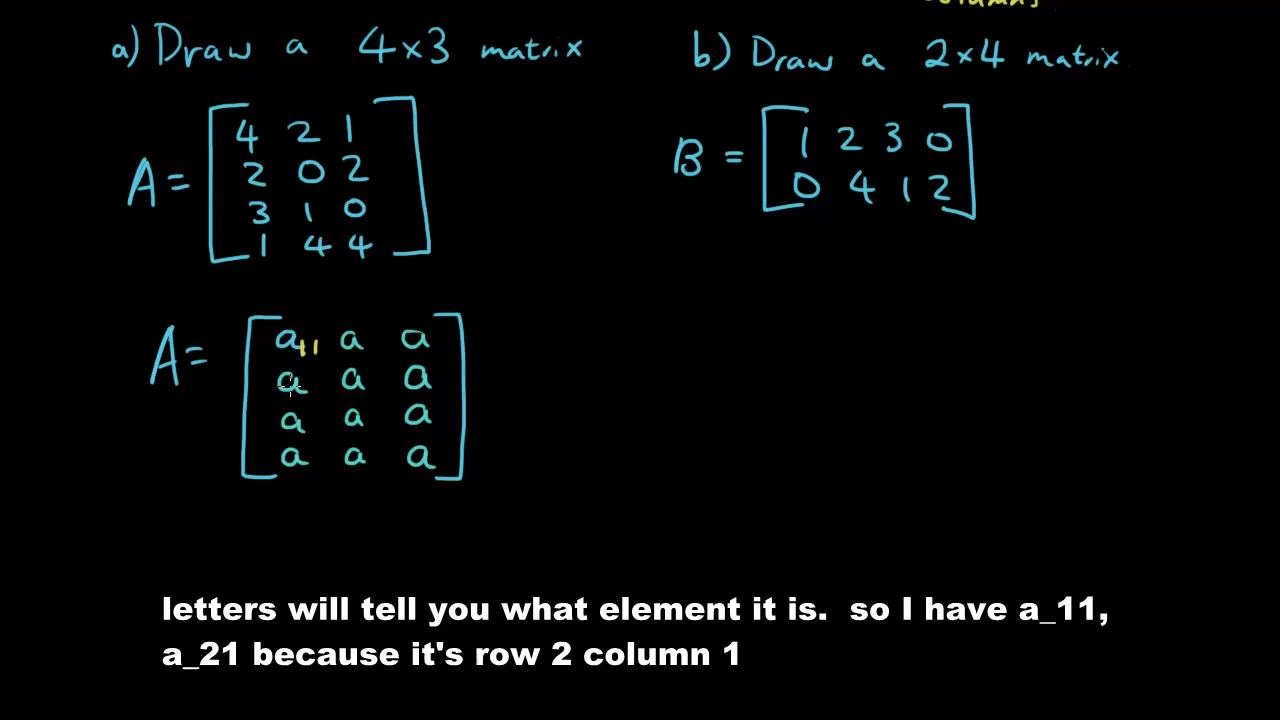 a) Draw a 4×3 matrix
b) Draw a 2×4 matrix
A = [4 2 1
2 0 2
3 1 0
1 4 4]
B = [1 2 3 0
0 4 1 2]
A = [a11 a a
a a a
a a a
a a a]
letters will tell you what element it is. so I have a_11,
a_21 because it's row 2 column 1